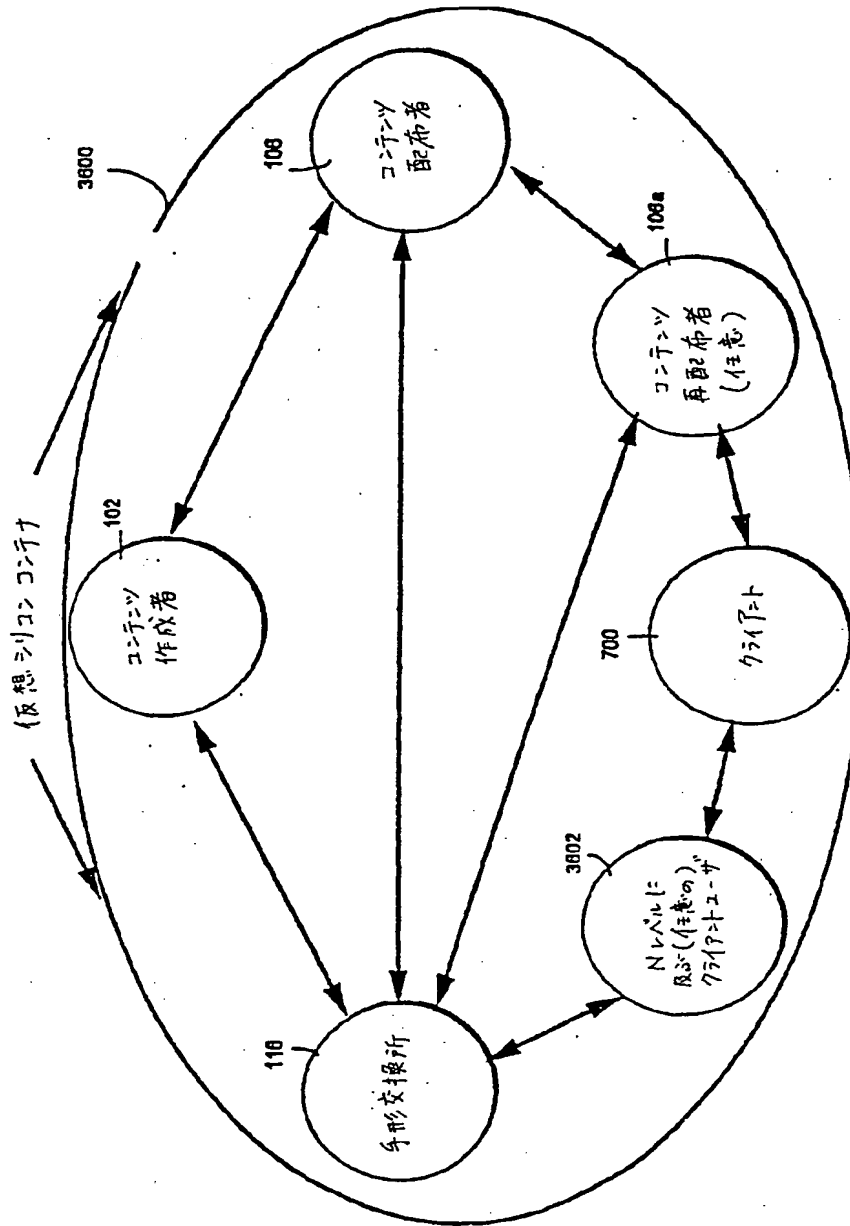 仮想シリコンコンテナ
3600
102
コンテンツ
作成者
106
コンテンツ
配布者
116
手形交換所
106a
コンテンツ
再配布者
(任意)
3602
Nレベルに
及ぶ(任意の)
クライアントユーザ
700
クライアント